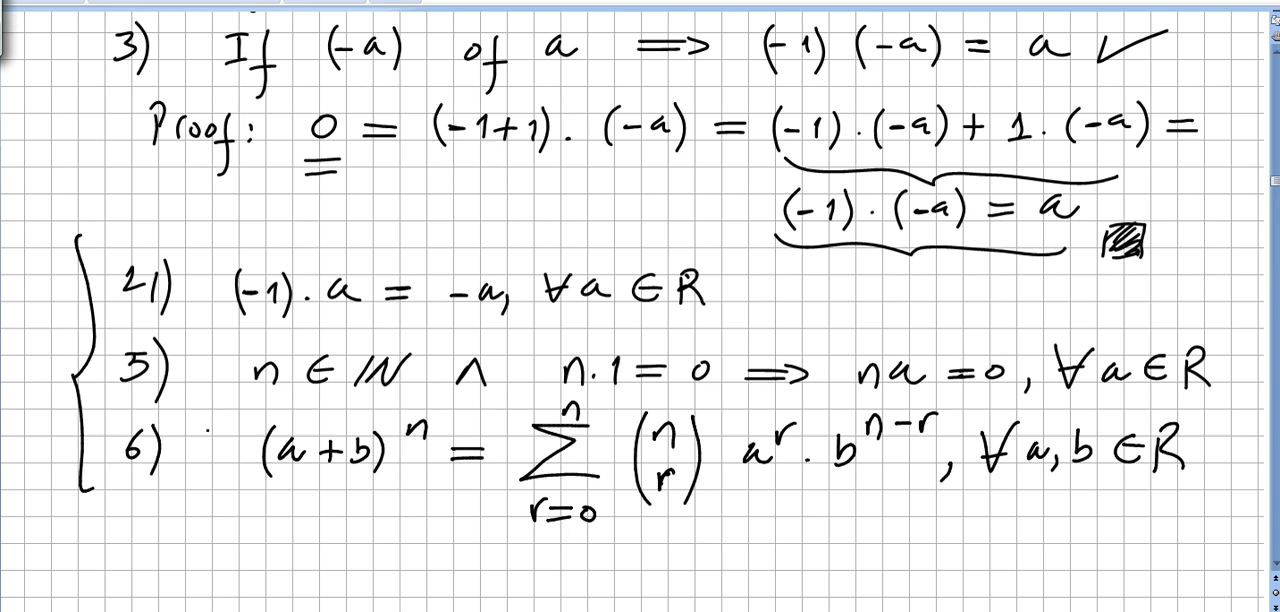 3) If (-a) of a ⟹ (-1)(-a) = a ✓
Proof: 0 = (-1+1).(-a) = (-1).(-a) + 1.(-a) =
(-1).(-a) = a
4) (-1).a = -a, ∀a ∈ R
5) n ∈ ℕ ∧ n.1 = 0 ⟹ na = 0, ∀a ∈ R
6) (a+b)^n = ∑_{r=0}^{n} (n r) a^r . b^{n-r}, ∀a,b ∈ R